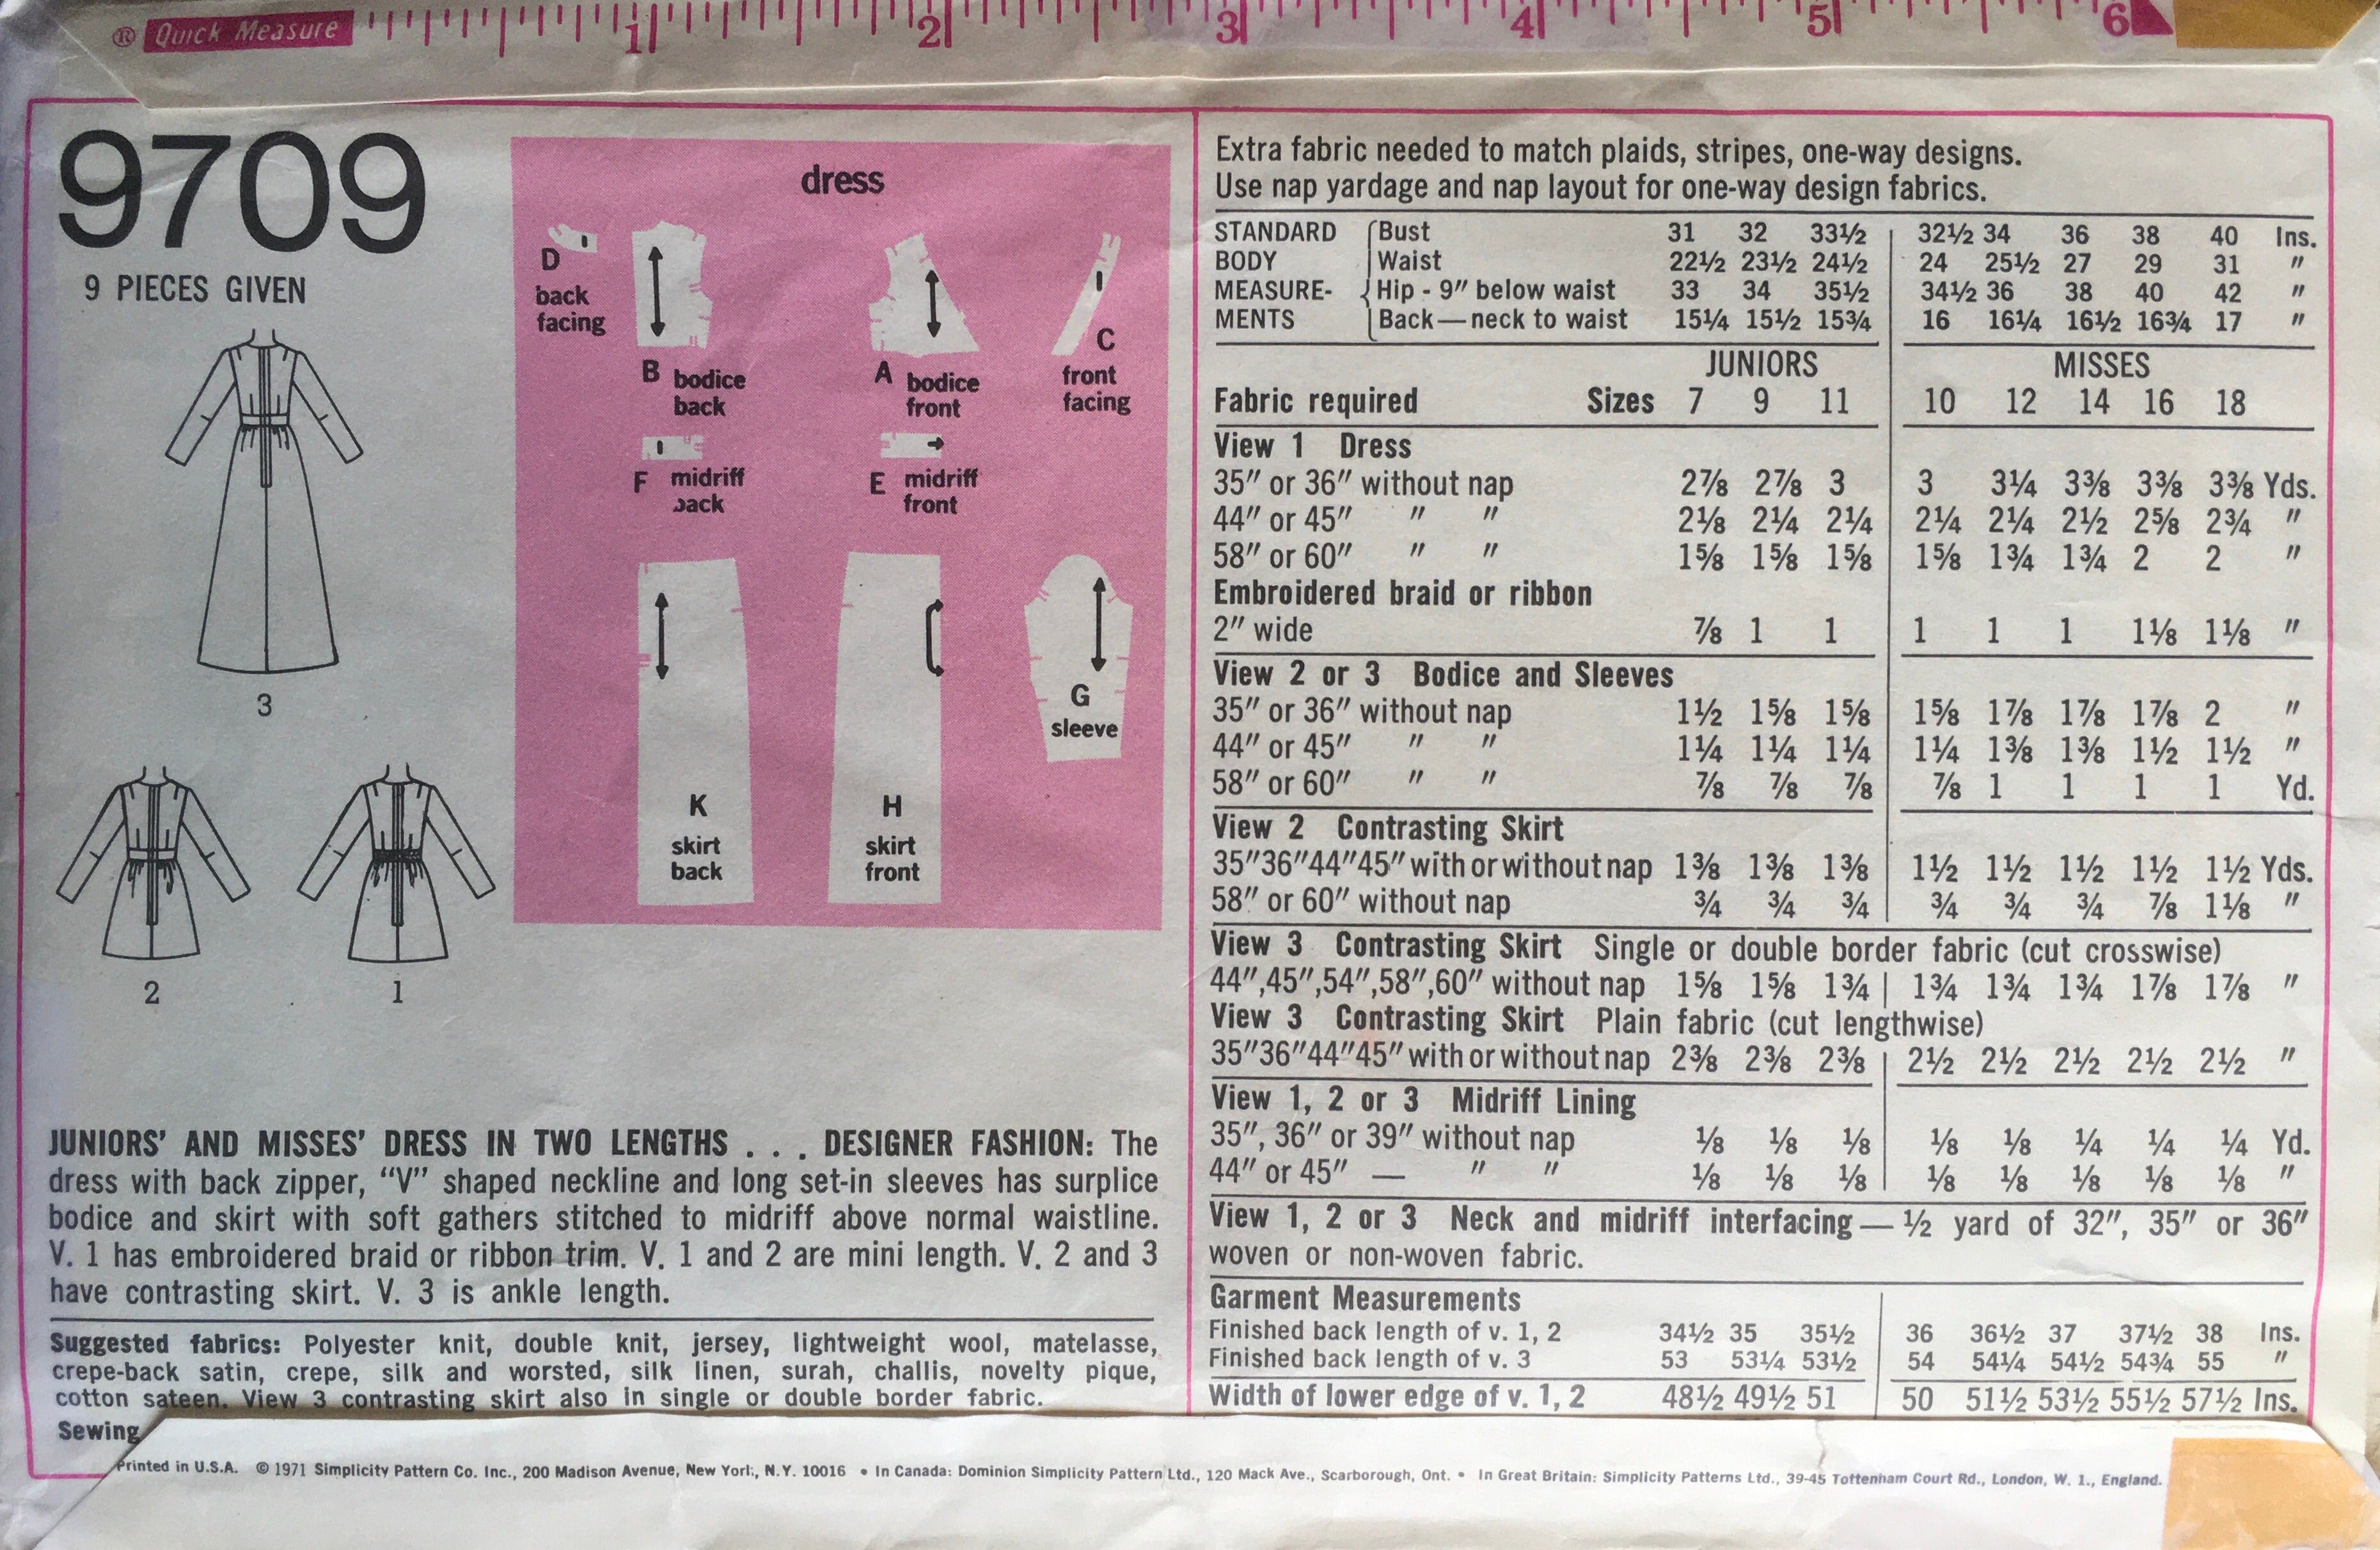 ® Quick Measure 1 2 3 4 5 6
9709
9 PIECES GIVEN
3
2 1
dress
D
back
facing
B bodice
back
A bodice
front
C
front
facing
F midriff
back
E midriff
front
K
skirt
back
H
skirt
front
G
sleeve
JUNIORS' AND MISSES' DRESS IN TWO LENGTHS . . . DESIGNER FASHION: The
dress with back zipper, "V" shaped neckline and long set-in sleeves has surplice
bodice and skirt with soft gathers stitched to midriff above normal waistline.
V. 1 has embroidered braid or ribbon trim. V. 1 and 2 are mini length. V. 2 and 3
have contrasting skirt. V. 3 is ankle length.
Suggested fabrics: Polyester knit, double knit, jersey, lightweight wool, matelasse,
crepe-back satin, crepe, silk and worsted, silk linen, surah, challis, novelty pique,
cotton sateen. View 3 contrasting skirt also in single or double border fabric.
Sewing
Extra fabric needed to match plaids, stripes, one-way designs.
Use nap yardage and nap layout for one-way design fabrics.
STANDARD Bust 31 32 33½ 32½ 34 36 38 40 Ins.
BODY Waist 22½ 23½ 24½ 24 25½ 27 29 31 "
MEASURE- Hip - 9" below waist 33 34 35½ 34½ 36 38 40 42 "
MENTS Back—neck to waist 15¼ 15½ 15¾ 16 16¼ 16½ 16¾ 17 "
JUNIORS MISSES
Fabric required Sizes 7 9 11 10 12 14 16 18
View 1 Dress
35" or 36" without nap 2⅞ 2⅞ 3 3 3¼ 3⅜ 3⅜ 3⅜ Yds.
44" or 45" " " 2⅛ 2¼ 2¼ 2¼ 2¼ 2½ 2⅝ 2¾ "
58" or 60" " " 1⅝ 1⅝ 1⅝ 1⅝ 1¾ 1¾ 2 2 "
Embroidered braid or ribbon
2" wide ⅞ 1 1 1 1 1 1⅛ 1⅛ "
View 2 or 3 Bodice and Sleeves
35" or 36" without nap 1½ 1⅝ 1⅝ 1⅝ 1⅞ 1⅞ 1⅞ 2 "
44" or 45" " " 1¼ 1¼ 1¼ 1¼ 1⅜ 1⅜ 1½ 1½ "
58" or 60" " " ⅞ ⅞ ⅞ ⅞ 1 1 1 1 Yd.
View 2 Contrasting Skirt
35"36"44"45" with or without nap 1⅜ 1⅜ 1⅜ 1½ 1½ 1½ 1½ 1½ Yds.
58" or 60" without nap ¾ ¾ ¾ ¾ ¾ ¾ ⅞ 1⅛ "
View 3 Contrasting Skirt Single or double border fabric (cut crosswise)
44",45",54",58",60" without nap 1⅝ 1⅝ 1¾ 1¾ 1¾ 1¾ 1⅞ 1⅞ "
View 3 Contrasting Skirt Plain fabric (cut lengthwise)
35"36"44"45" with or without nap 2⅜ 2⅜ 2⅜ 2½ 2½ 2½ 2½ 2½ "
View 1, 2 or 3 Midriff Lining
35", 36" or 39" without nap ⅛ ⅛ ⅛ ⅛ ⅛ ¼ ¼ ¼ Yd.
44" or 45" — " " ⅛ ⅛ ⅛ ⅛ ⅛ ⅛ ⅛ ⅛ "
View 1, 2 or 3 Neck and midriff interfacing — ½ yard of 32", 35" or 36"
woven or non-woven fabric.
Garment Measurements
Finished back length of v. 1, 2 34½ 35 35½ 36 36½ 37 37½ 38 Ins.
Finished back length of v. 3 53 53¼ 53½ 54 54¼ 54½ 54¾ 55 "
Width of lower edge of v. 1, 2 48½ 49½ 51 50 51½ 53½ 55½ 57½ Ins.
Printed in U.S.A. © 1971 Simplicity Pattern Co. Inc., 200 Madison Avenue, New York, N.Y. 10016 • In Canada: Dominion Simplicity Pattern Ltd., 120 Mack Ave., Scarborough, Ont. • In Great Britain: Simplicity Patterns Ltd., 39-45 Tottenham Court Rd., London, W. 1., England.